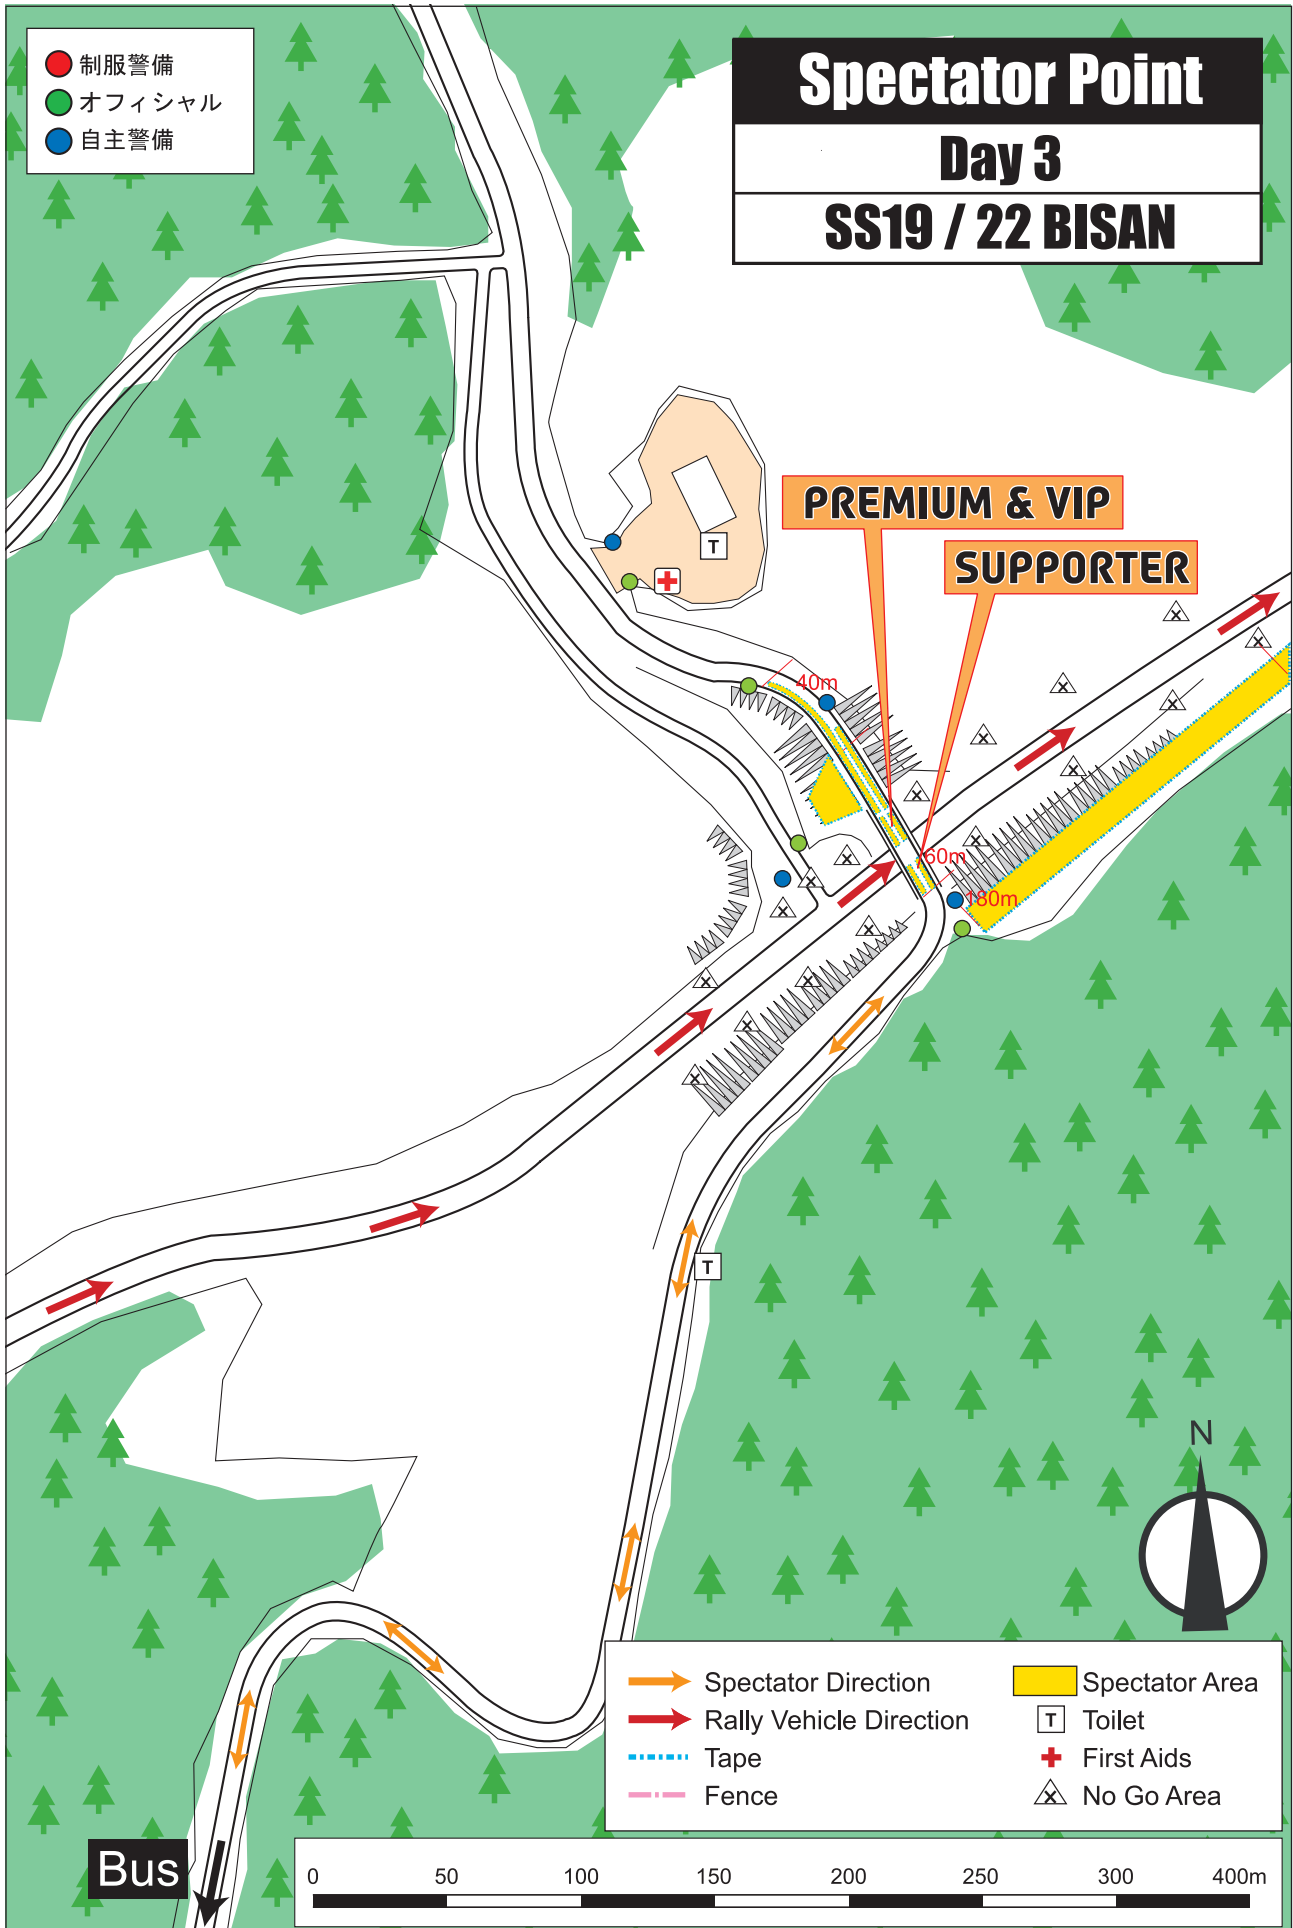 制服警備
オフィシャル
自主警備
Spectator Point
Day 3
SS19 / 22 BISAN
PREMIUM & VIP
T
SUPPORTER
40m
60m
180m
T
N
Spectator Direction
Rally Vehicle Direction
Tape
Fence
Spectator Area
T Toilet
First Aids
No Go Area
Bus
0 50 100 150 200 250 300 400m